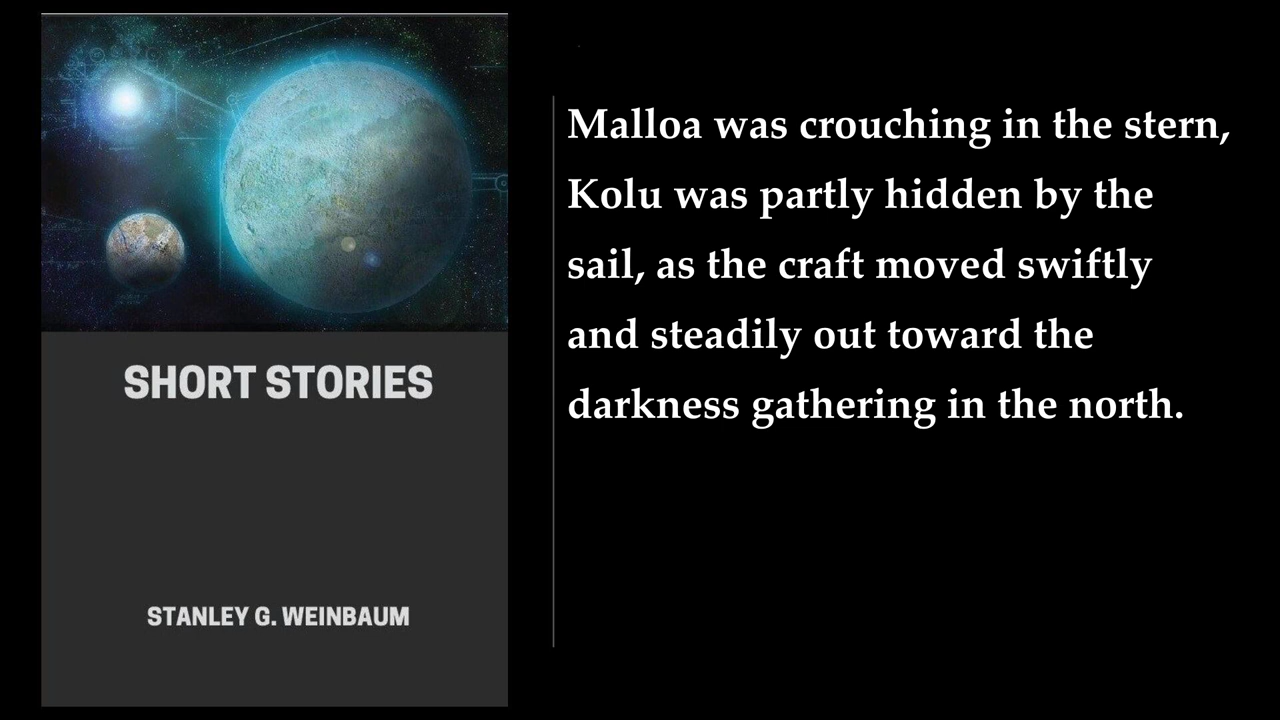 SHORT STORIES
STANLEY G. WEINBAUM
Malloa was crouching in the stern,
Kolu was partly hidden by the
sail, as the craft moved swiftly
and steadily out toward the
darkness gathering in the north.